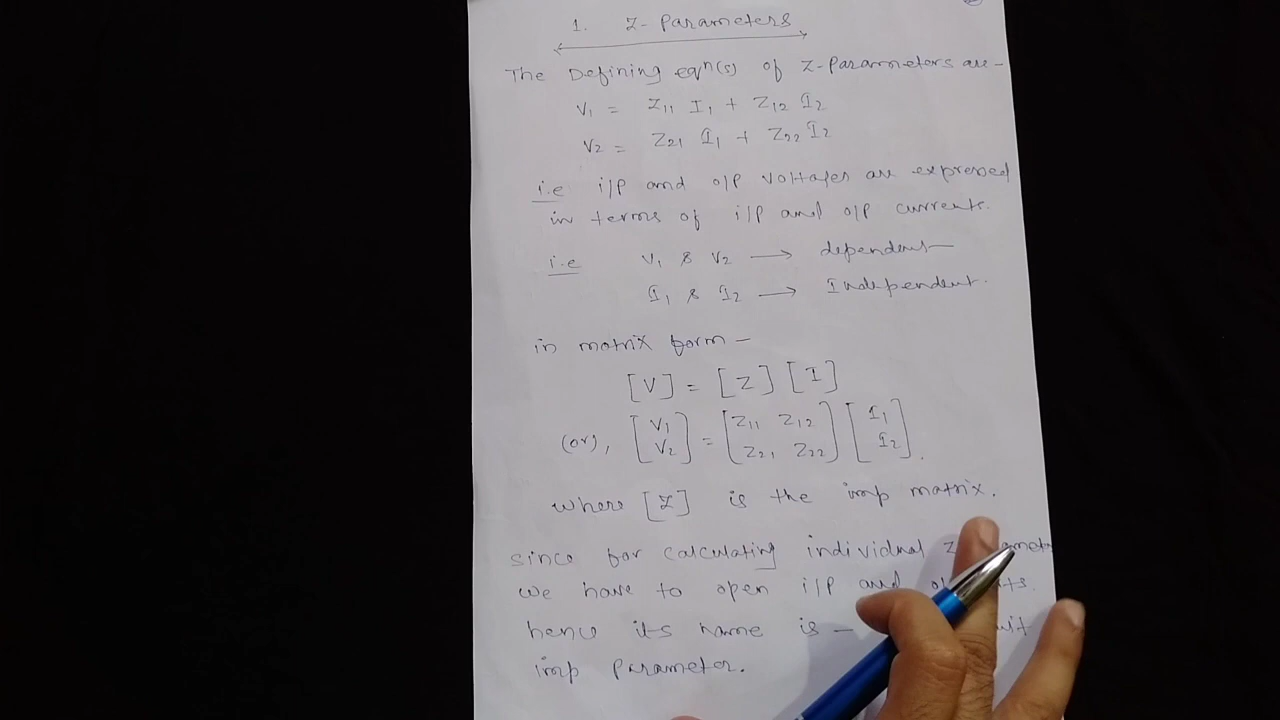 1. Z-Parameters
The Defining eqn(s) of Z-Parameters are-
V1 = Z11 I1 + Z12 I2
V2 = Z21 I1 + Z22 I2
i.e i/p and o/p voltages are expressed
in terms of i/p and o/p currents.
i.e V1 & V2 → dependent
I1 & I2 → Independent.
in matrix form -
[V] = [Z] [I]
(or), [V1 V2] = [Z11 Z12 Z21 Z22] [I1 I2].
where [Z] is the imp matrix.
since for calculating individual
we have to open i/p and
hence its name is -
imp parameter.